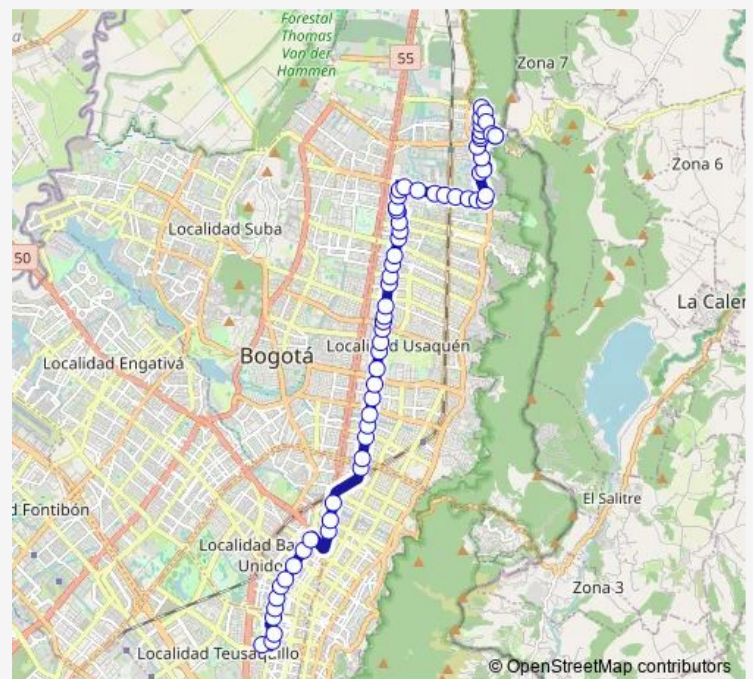 Forestal
Thomas
Van der
Hammen
55
Zona 7
Zona 6
Localidad Suba
50
La Caler
Bogotá
Localidad Usaquén
Localidad Engativá
El Salitre
d Fontibón
Localidad Ba
Unido
Zona 3
Localidad Teusaquillo
© OpenStreetMap contributors